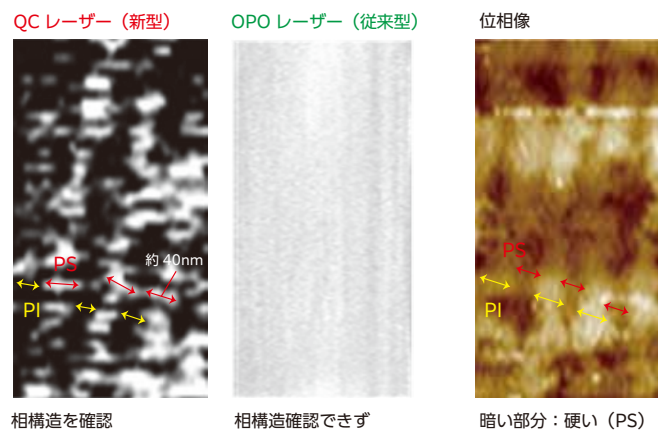 QC レーザー（新型）
OPO レーザー（従来型）
位相像
PS
約 40nm
PI
PS
PI
相構造を確認
相構造確認できず
暗い部分：硬い（PS）